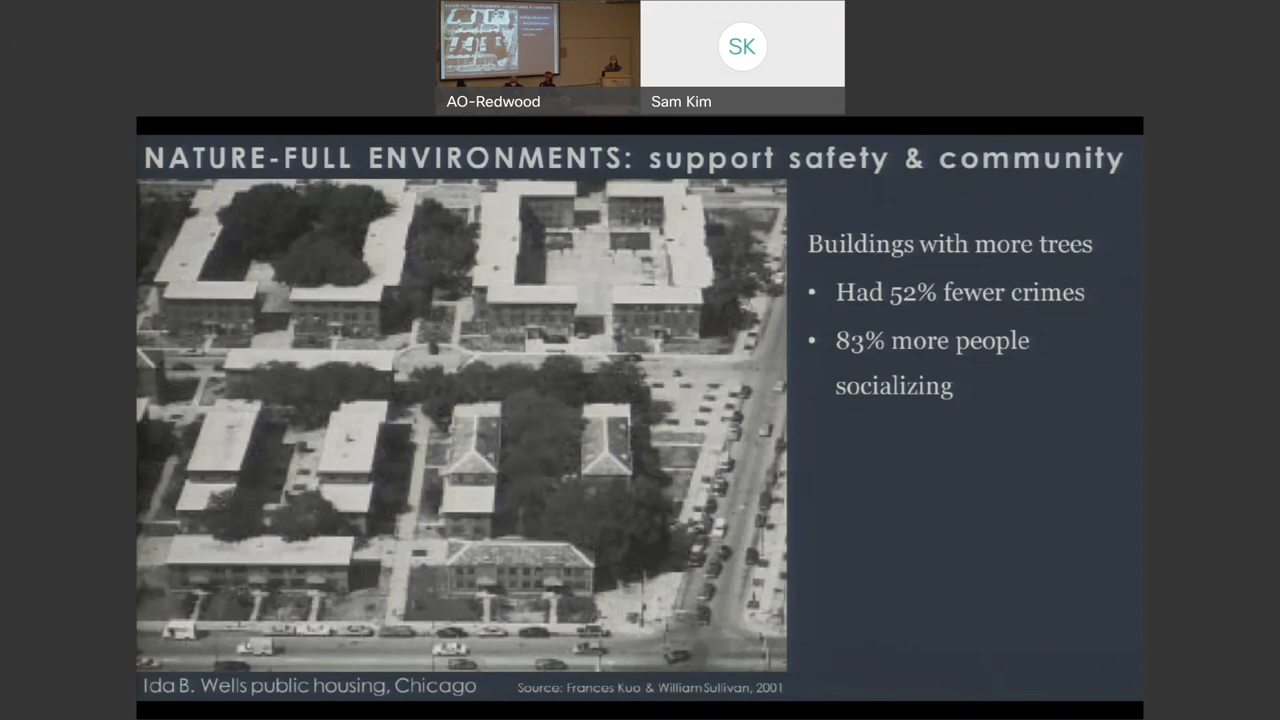 SK
AO-Redwood
Sam Kim
NATURE-FULL ENVIRONMENTS: support safety & community
Buildings with more trees
• Had 52% fewer crimes
• 83% more people
socializing
Ida B. Wells public housing, Chicago
Source: Frances Kuo & William Sullivan, 2001